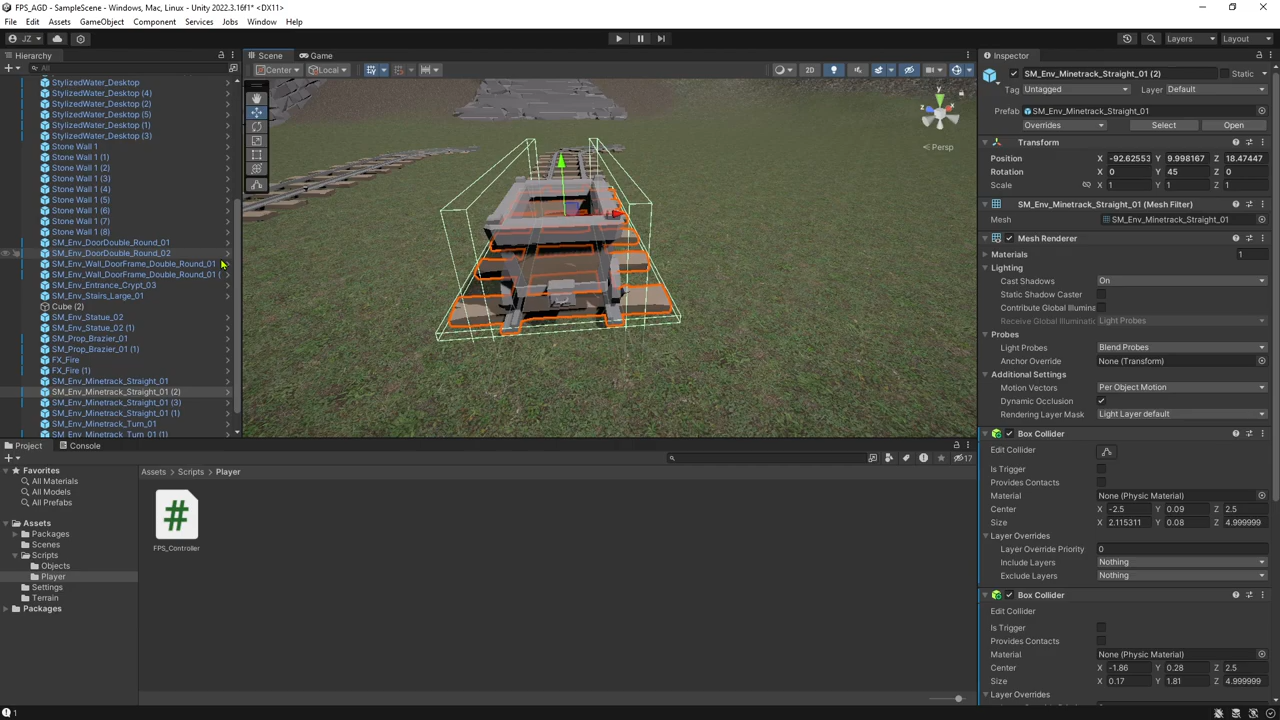 FPS_AGD - SampleScene - Windows, Mac, Linux - Unity 2022.3.16f1* <DX11>
File Edit Assets GameObject Component Services Jobs Window Help
JZ Layers Layout
Hierarchy
All
StylizedWater_Desktop
StylizedWater_Desktop (4)
StylizedWater_Desktop (2)
StylizedWater_Desktop (5)
StylizedWater_Desktop (1)
StylizedWater_Desktop (3)
Stone Wall 1
Stone Wall 1 (1)
Stone Wall 1 (2)
Stone Wall 1 (3)
Stone Wall 1 (4)
Stone Wall 1 (5)
Stone Wall 1 (6)
Stone Wall 1 (7)
Stone Wall 1 (8)
SM_Env_DoorDouble_Round_01
SM_Env_DoorDouble_Round_02
SM_Env_Wall_DoorFrame_Double_Round_01
SM_Env_Wall_DoorFrame_Double_Round_01 (
SM_Env_Entrance_Crypt_03
SM_Env_Stairs_Large_01
Cube (2)
SM_Env_Statue_02
SM_Env_Statue_02 (1)
SM_Prop_Brazier_01
SM_Prop_Brazier_01 (1)
FX_Fire
FX_Fire (1)
SM_Env_Minetrack_Straight_01
SM_Env_Minetrack_Straight_01 (2)
SM_Env_Minetrack_Straight_01 (3)
SM_Env_Minetrack_Straight_01 (1)
SM_Env_Minetrack_Turn_01
SM_Env_Minetrack_Turn_01 (1)
Scene Game
Center Local 2D
y
x
z
Persp
Inspector
SM_Env_Minetrack_Straight_01 (2) Static
Tag Untagged Layer Default
Prefab SM_Env_Minetrack_Straight_01
Overrides Select Open
Transform
Position X -92.62553 Y 9.998167 Z 18.47447
Rotation X 0 Y 45 Z 0
Scale X 1 Y 1 Z 1
SM_Env_Minetrack_Straight_01 (Mesh Filter)
Mesh SM_Env_Minetrack_Straight_01
Mesh Renderer
Materials 1
Lighting
Cast Shadows On
Static Shadow Caster
Contribute Global Illumina
Receive Global Illuminatic Light Probes
Probes
Light Probes Blend Probes
Anchor Override None (Transform)
Additional Settings
Motion Vectors Per Object Motion
Dynamic Occlusion
Rendering Layer Mask Light Layer default
Box Collider
Edit Collider
Is Trigger
Provides Contacts
Material None (Physic Material)
Center X -2.5 Y 0.09 Z 2.5
Size X 2.115311 Y 0.08 Z 4.999999
Layer Overrides
Layer Override Priority 0
Include Layers Nothing
Exclude Layers Nothing
Box Collider
Edit Collider
Is Trigger
Provides Contacts
Material None (Physic Material)
Center X -1.86 Y 0.28 Z 2.5
Size X 0.17 Y 1.81 Z 4.999999
Layer Overrides
Project Console
17
Favorites
All Materials
All Models
All Prefabs
Assets
Packages
Scenes
Scripts
Objects
Player
Settings
Terrain
Packages
Assets Scripts Player
#
FPS_Controller
1